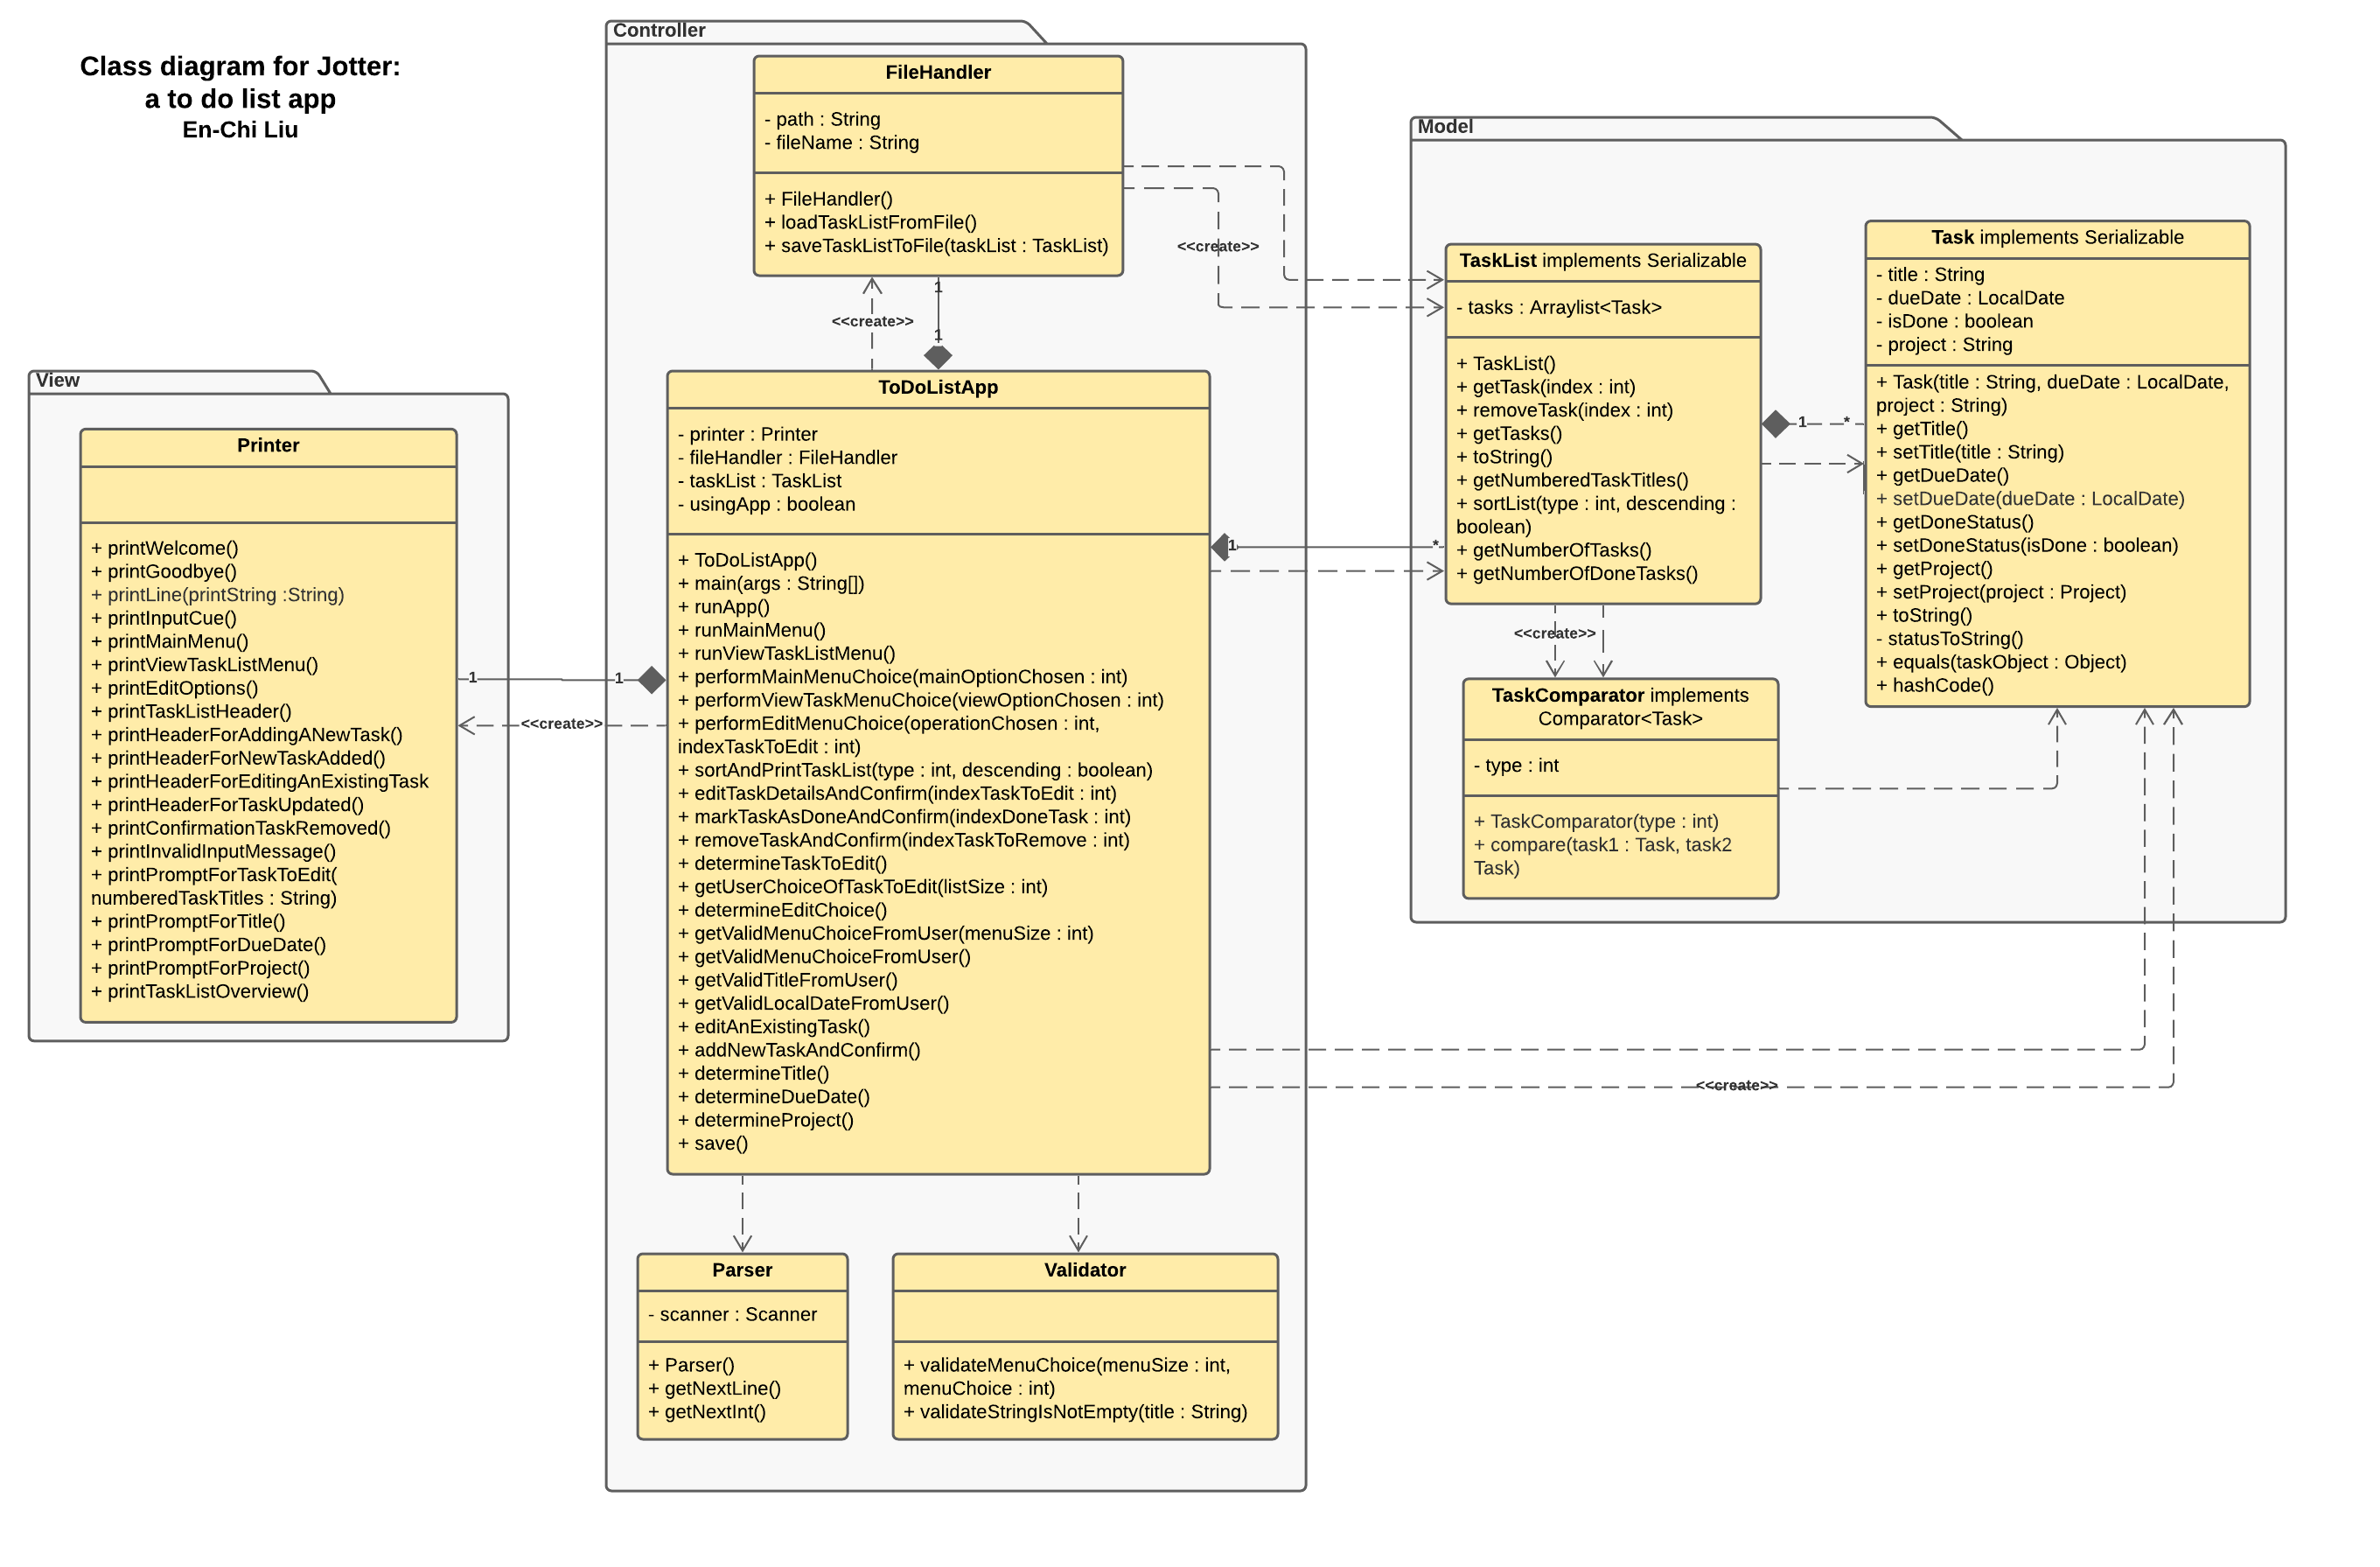 Class diagram for Jotter:
a to do list app
En-Chi Liu
View
Printer
+ printWelcome()
+ printGoodbye()
+ printLine(printString :String)
+ printInputCue()
+ printMainMenu()
+ printViewTaskListMenu()
+ printEditOptions()
+ printTaskListHeader()
+ printHeaderForAddingANewTask()
+ printHeaderForNewTaskAdded()
+ printHeaderForEditingAnExistingTask
+ printHeaderForTaskUpdated()
+ printConfirmationTaskRemoved()
+ printInvalidInputMessage()
+ printPromptForTaskToEdit(
numberedTaskTitles : String)
+ printPromptForTitle()
+ printPromptForDueDate()
+ printPromptForProject()
+ printTaskListOverview()
1
1
<<create>>
Controller
FileHandler
- path : String
- fileName : String
+ FileHandler()
+ loadTaskListFromFile()
+ saveTaskListToFile(taskList : TaskList)
<<create>>
1
1
<<create>>
ToDoListApp
- printer : Printer
- fileHandler : FileHandler
- taskList : TaskList
- usingApp : boolean
+ ToDoListApp()
+ main(args : String[])
+ runApp()
+ runMainMenu()
+ runViewTaskListMenu()
+ performMainMenuChoice(mainOptionChosen : int)
+ performViewTaskMenuChoice(viewOptionChosen : int)
+ performEditMenuChoice(operationChosen : int,
indexTaskToEdit : int)
+ sortAndPrintTaskList(type : int, descending : boolean)
+ editTaskDetailsAndConfirm(indexTaskToEdit : int)
+ markTaskAsDoneAndConfirm(indexDoneTask : int)
+ removeTaskAndConfirm(indexTaskToRemove : int)
+ determineTaskToEdit()
+ getUserChoiceOfTaskToEdit(listSize : int)
+ determineEditChoice()
+ getValidMenuChoiceFromUser(menuSize : int)
+ getValidMenuChoiceFromUser()
+ getValidTitleFromUser()
+ getValidLocalDateFromUser()
+ editAnExistingTask()
+ addNewTaskAndConfirm()
+ determineTitle()
+ determineDueDate()
+ determineProject()
+ save()
1
*
<<create>>
Parser
- scanner : Scanner
+ Parser()
+ getNextLine()
+ getNextInt()
Validator
+ validateMenuChoice(menuSize : int,
menuChoice : int)
+ validateStringIsNotEmpty(title : String)
Model
TaskList implements Serializable
- tasks : Arraylist<Task>
+ TaskList()
+ getTask(index : int)
+ removeTask(index : int)
+ getTasks()
+ toString()
+ getNumberedTaskTitles()
+ sortList(type : int, descending :
boolean)
+ getNumberOfTasks()
+ getNumberOfDoneTasks()
1
*
<<create>>
TaskComparator implements
Comparator<Task>
- type : int
+ TaskComparator(type : int)
+ compare(task1 : Task, task2
Task)
Task implements Serializable
- title : String
- dueDate : LocalDate
- isDone : boolean
- project : String
+ Task(title : String, dueDate : LocalDate,
project : String)
+ getTitle()
+ setTitle(title : String)
+ getDueDate()
+ setDueDate(dueDate : LocalDate)
+ getDoneStatus()
+ setDoneStatus(isDone : boolean)
+ getProject()
+ setProject(project : Project)
+ toString()
- statusToString()
+ equals(taskObject : Object)
+ hashCode()